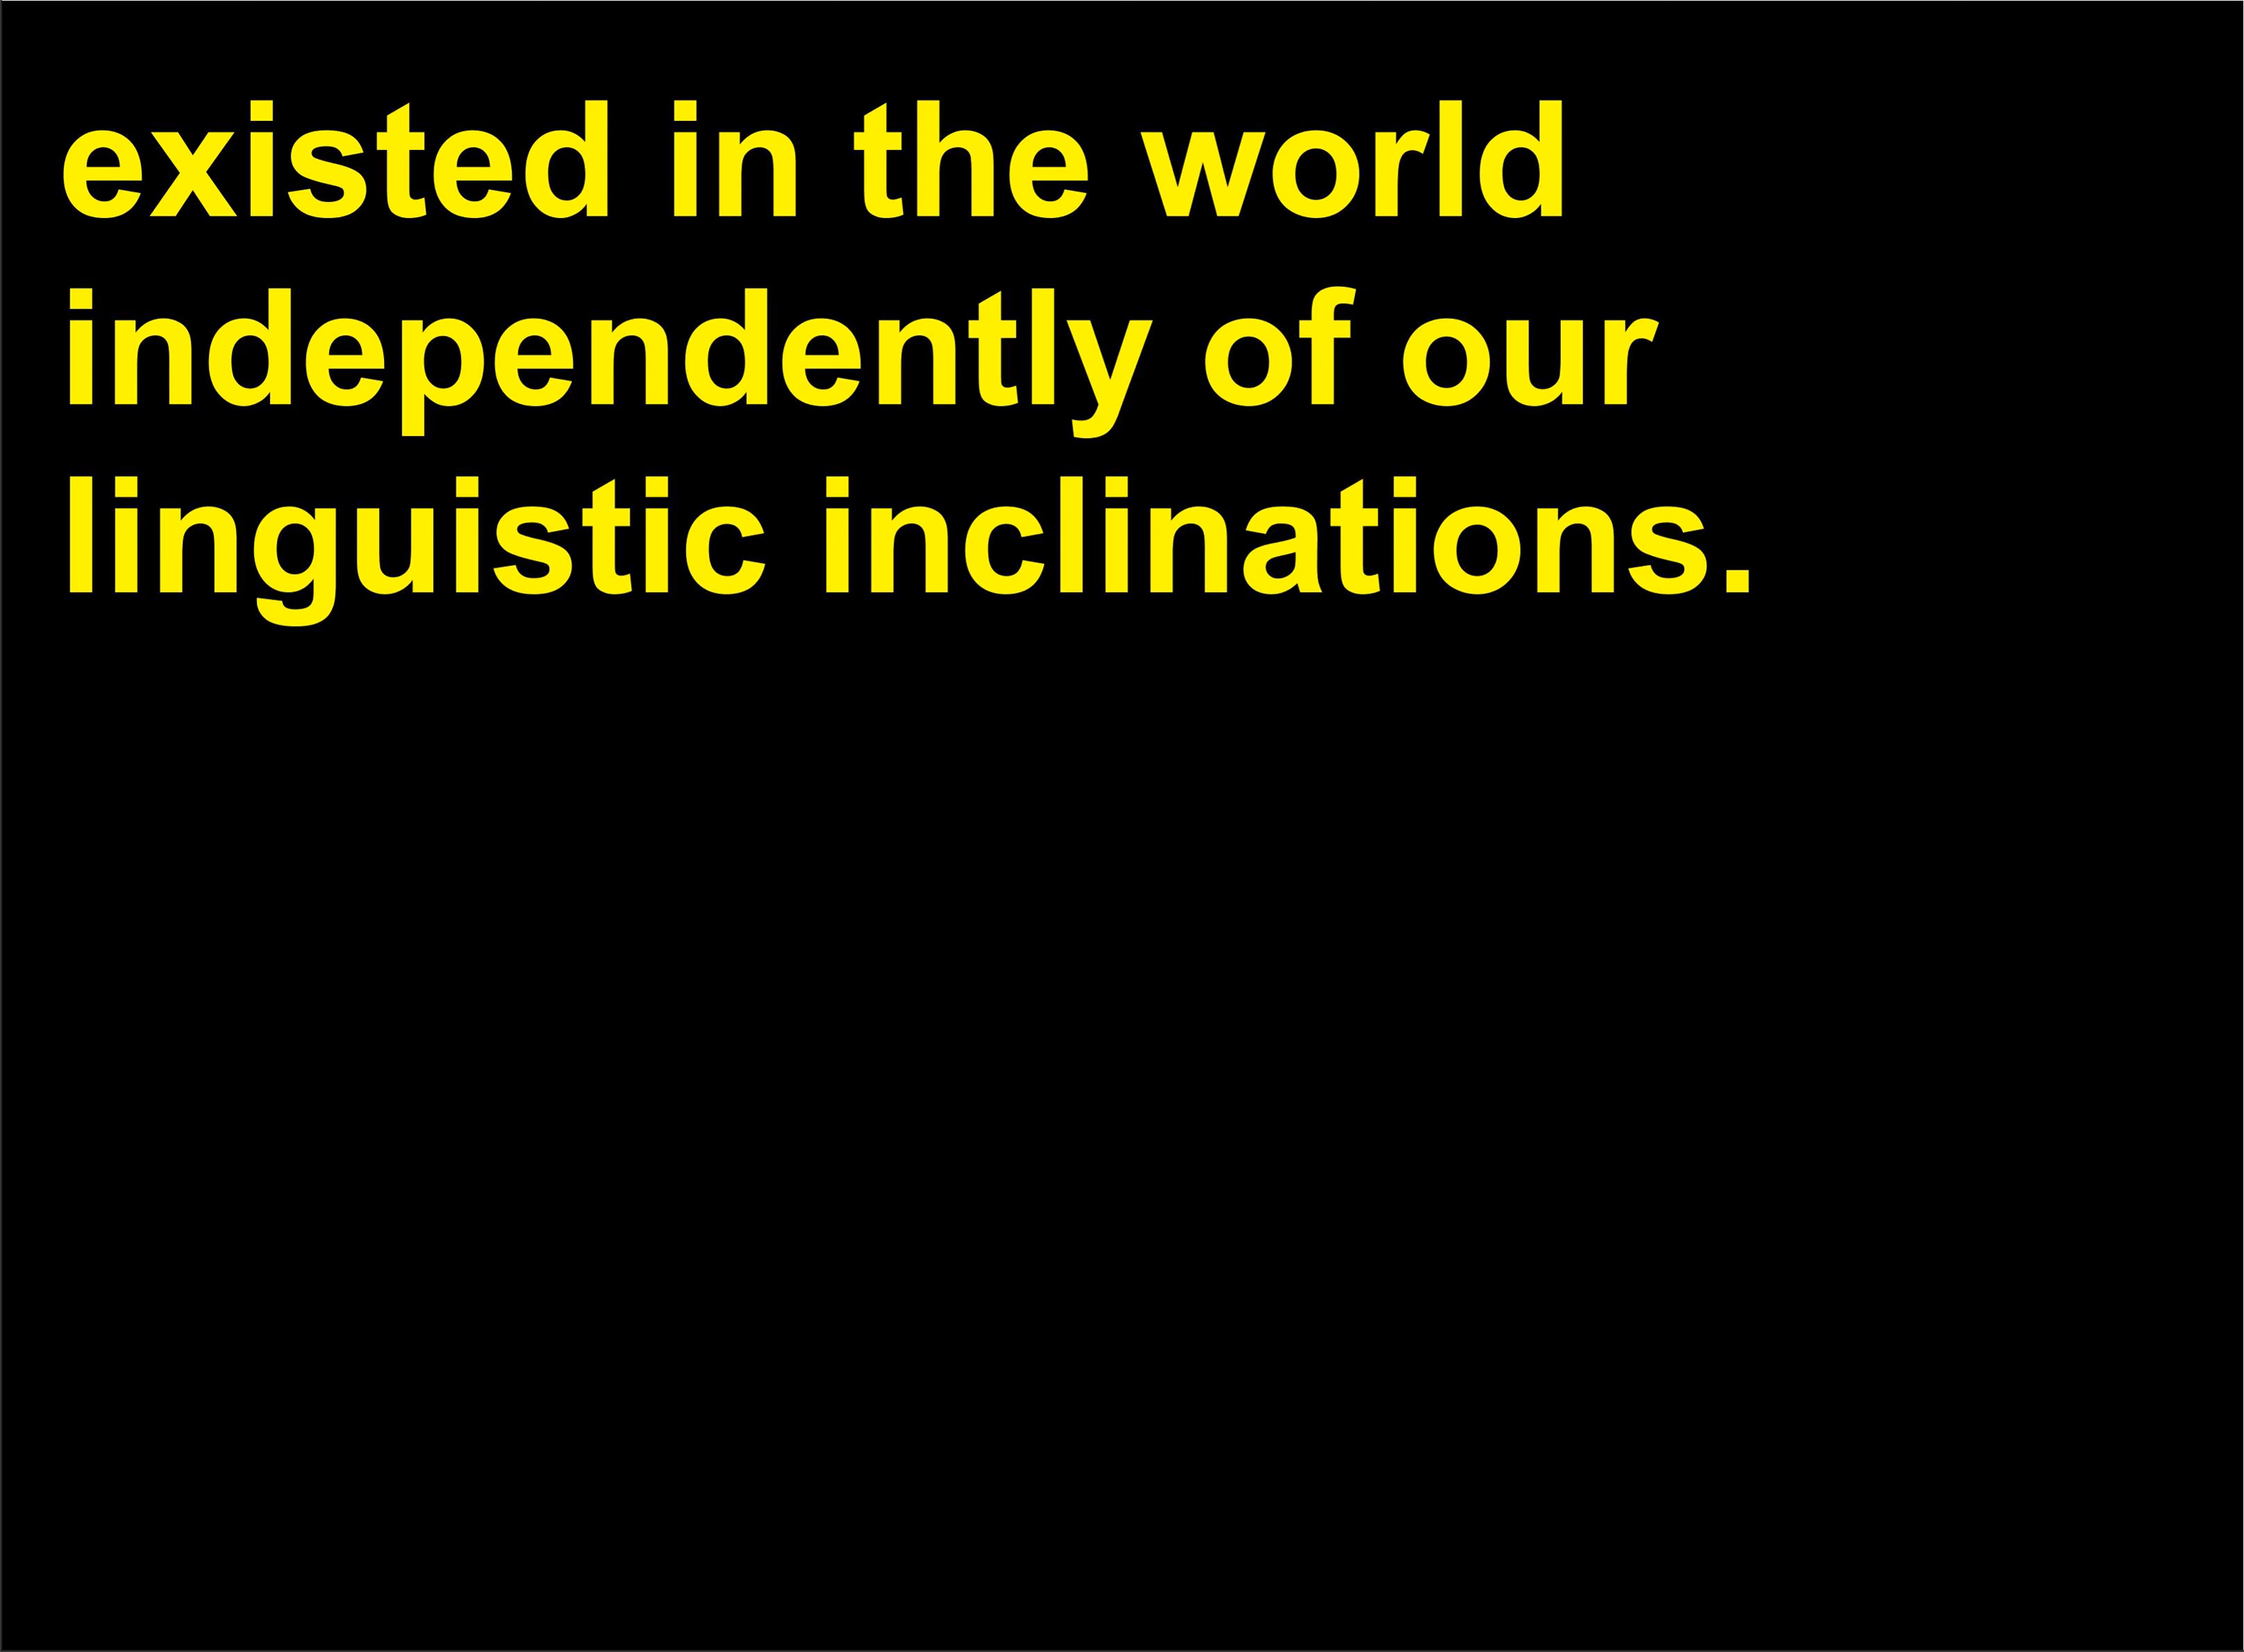 existed in the world
independently of our
linguistic inclinations.